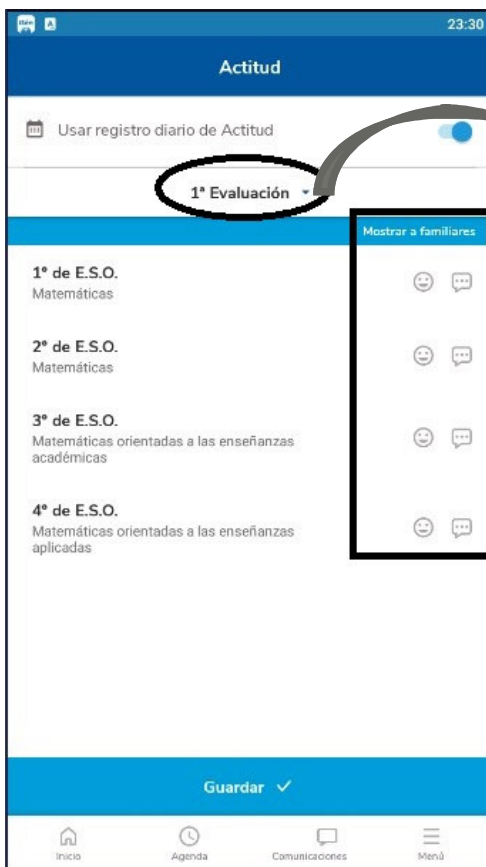 23:30
Actitud
Usar registro diario de Actitud
1ª Evaluación
Mostrar a familiares
1º de E.S.O.
Matemáticas
2º de E.S.O.
Matemáticas
3º de E.S.O.
Matemáticas orientadas a las enseñanzas
académicas
4º de E.S.O.
Matemáticas orientadas a las enseñanzas
aplicadas
Guardar
Inicio Agenda Comunicaciones Menú